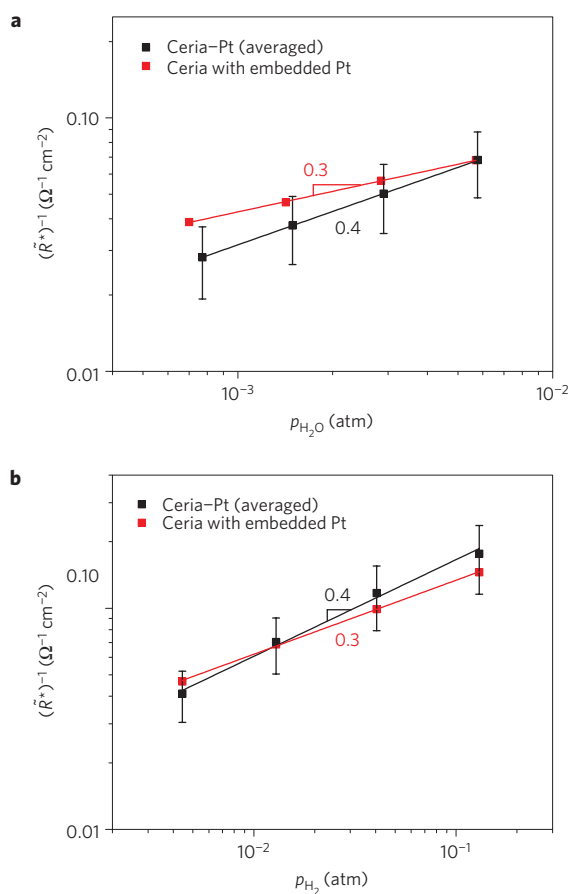 a
Ceria–Pt (averaged)
Ceria with embedded Pt
0.10
0.3
0.4
0.01
(R̃*)⁻¹ (Ω⁻¹ cm⁻²)
10⁻³
10⁻²
pH₂O (atm)
b
Ceria–Pt (averaged)
Ceria with embedded Pt
0.10
0.4
0.3
0.01
(R̃*)⁻¹ (Ω⁻¹ cm⁻²)
10⁻²
10⁻¹
pH₂ (atm)